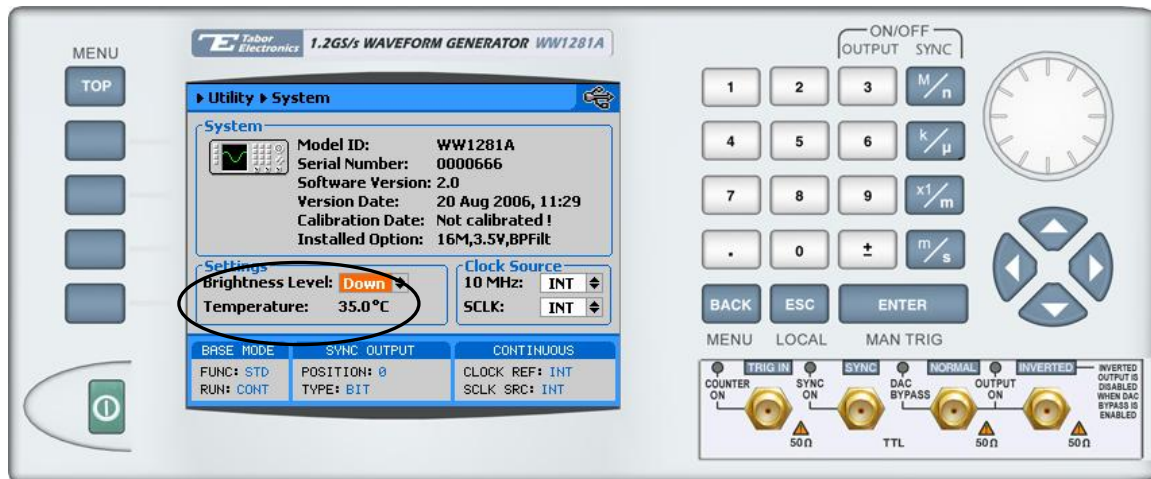 MENU
TOP
Tabor Electronics 1.2GS/s WAVEFORM GENERATOR WW1281A
Utility System
System
Model ID: WW1281A
Serial Number: 0000666
Software Version: 2.0
Version Date: 20 Aug 2006, 11:29
Calibration Date: Not calibrated !
Installed Option: 16M,3.5V,BPFilt
Settings
Brightness Level: Down
Temperature: 35.0°C
Clock Source
10 MHz: INT
SCLK: INT
BASE MODE
FUNC: STD
RUN: CONT
SYNC OUTPUT
POSITION: 0
TYPE: BIT
CONTINUOUS
CLOCK REF: INT
SCLK SRC: INT
ON/OFF
OUTPUT SYNC
1 2 3 M/n
4 5 6 k/µ
7 8 9 x1/m
. 0 ± m/s
BACK ESC ENTER
MENU LOCAL MAN TRIG
TRIG IN SYNC NORMAL INVERTED
COUNTER ON
SYNC ON
DAC BYPASS
OUTPUT ON
INVERTED
OUTPUT IS
DISABLED
WHEN DAC
BYPASS IS
ENABLED
50Ω TTL 50Ω 50Ω